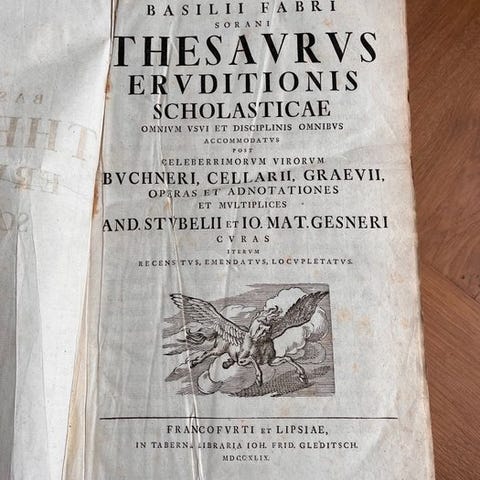 BASILII FABRI
SORANI
THESAVRVS
ERVDITIONIS
SCHOLASTICAE
OMNIVM VSVI ET DISCIPLINIS OMNIBVS
ACCOMMODATVS
POST
CELEBERRIMORVM VIRORVM
BVCHNERI, CELLARII, GRAEVII,
OPERAS ET ADNOTATIONES
ET MVLTIPLICES
AND. STVBELII ET IO. MAT. GESNERI
CVRAS
ITERVM
RECENSITVS, EMENDATVS, LOCVPLETATVS.
FRANCOFVRTI ET LIPSIAE,
IN TABERNA LIBRARIA IOH. FRID. GLEDITSCH.
MDCCXLIX.